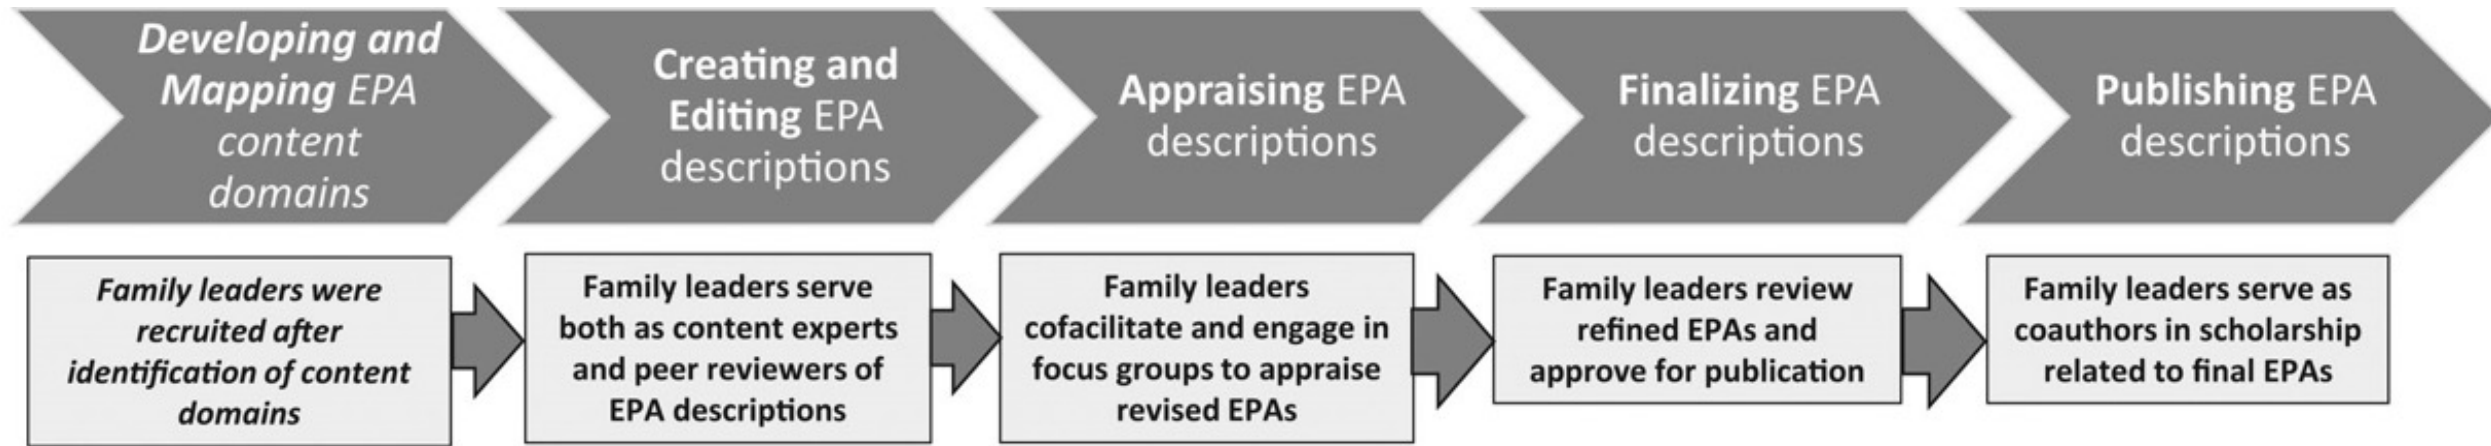 Developing and
Mapping EPA
content
domains
Creating and
Editing EPA
descriptions
Appraising EPA
descriptions
Finalizing EPA
descriptions
Publishing EPA
descriptions
Family leaders were
recruited after
identification of content
domains
Family leaders serve
both as content experts
and peer reviewers of
EPA descriptions
Family leaders
cofacilitate and engage in
focus groups to appraise
revised EPAs
Family leaders review
refined EPAs and
approve for publication
Family leaders serve as
coauthors in scholarship
related to final EPAs